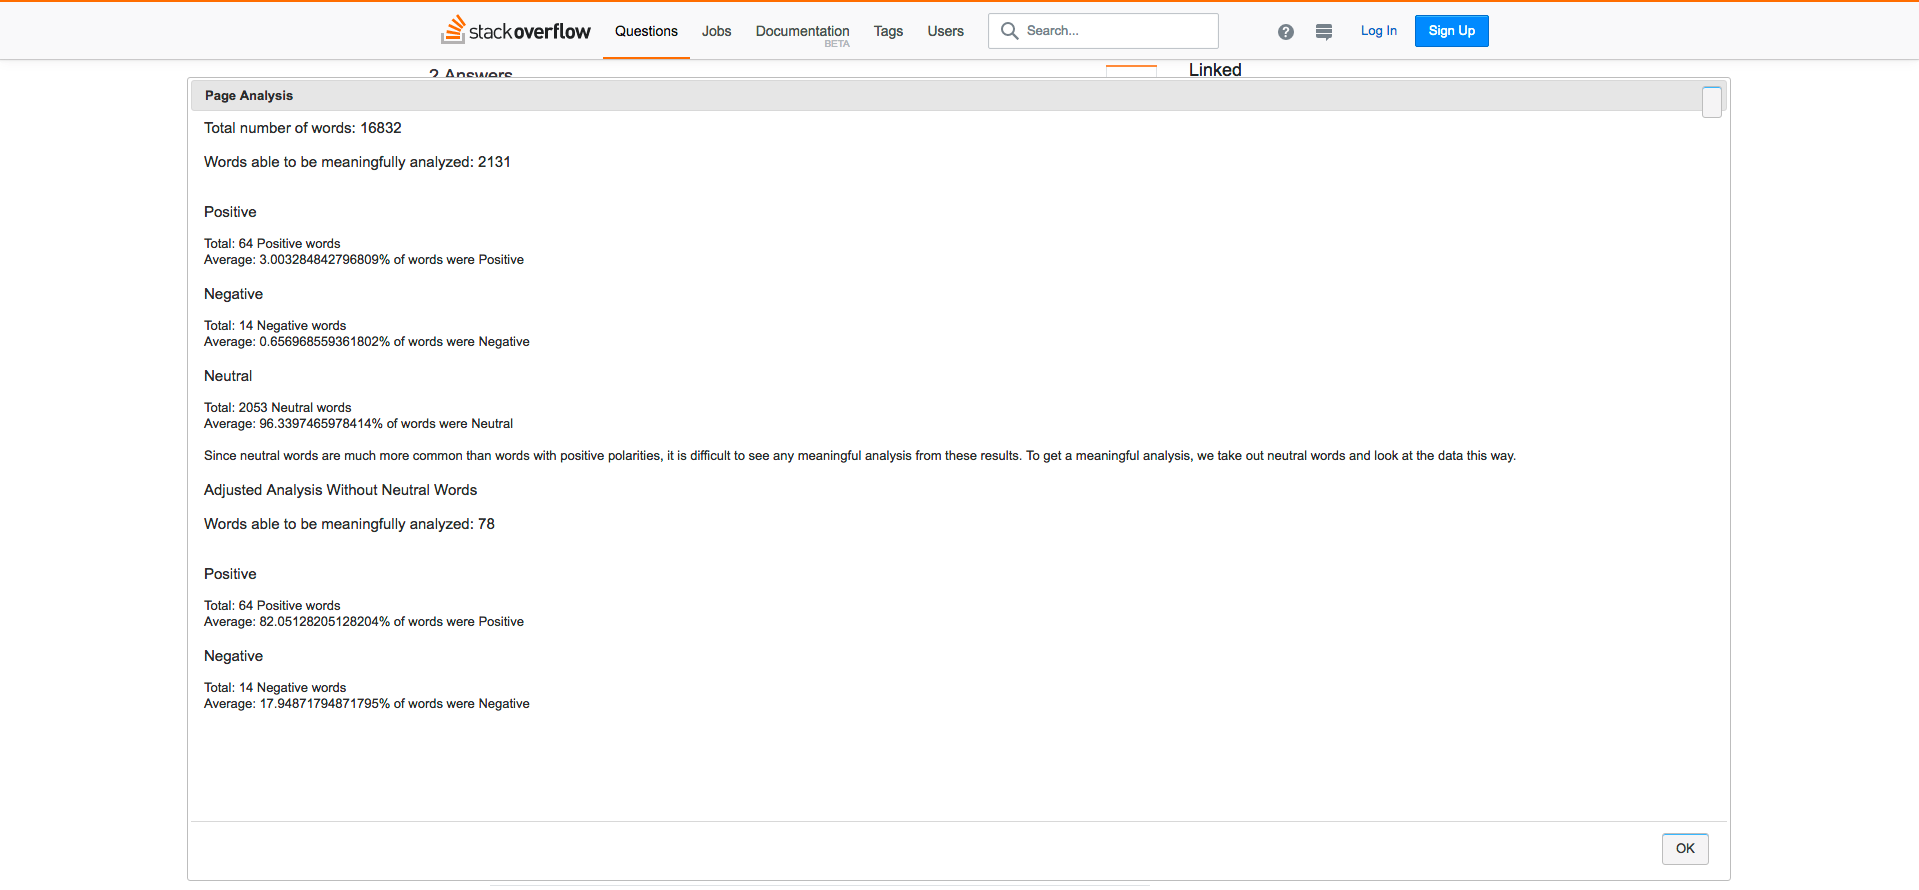 stackoverflow Questions Jobs Documentation BETA Tags Users Search... Log In Sign Up
2 Answers Linked
Page Analysis
Total number of words: 16832
Words able to be meaningfully analyzed: 2131
Positive
Total: 64 Positive words
Average: 3.003284842796809% of words were Positive
Negative
Total: 14 Negative words
Average: 0.656968559361802% of words were Negative
Neutral
Total: 2053 Neutral words
Average: 96.3397465978414% of words were Neutral
Since neutral words are much more common than words with positive polarities, it is difficult to see any meaningful analysis from these results. To get a meaningful analysis, we take out neutral words and look at the data this way.
Adjusted Analysis Without Neutral Words
Words able to be meaningfully analyzed: 78
Positive
Total: 64 Positive words
Average: 82.05128205128204% of words were Positive
Negative
Total: 14 Negative words
Average: 17.94871794871795% of words were Negative
OK